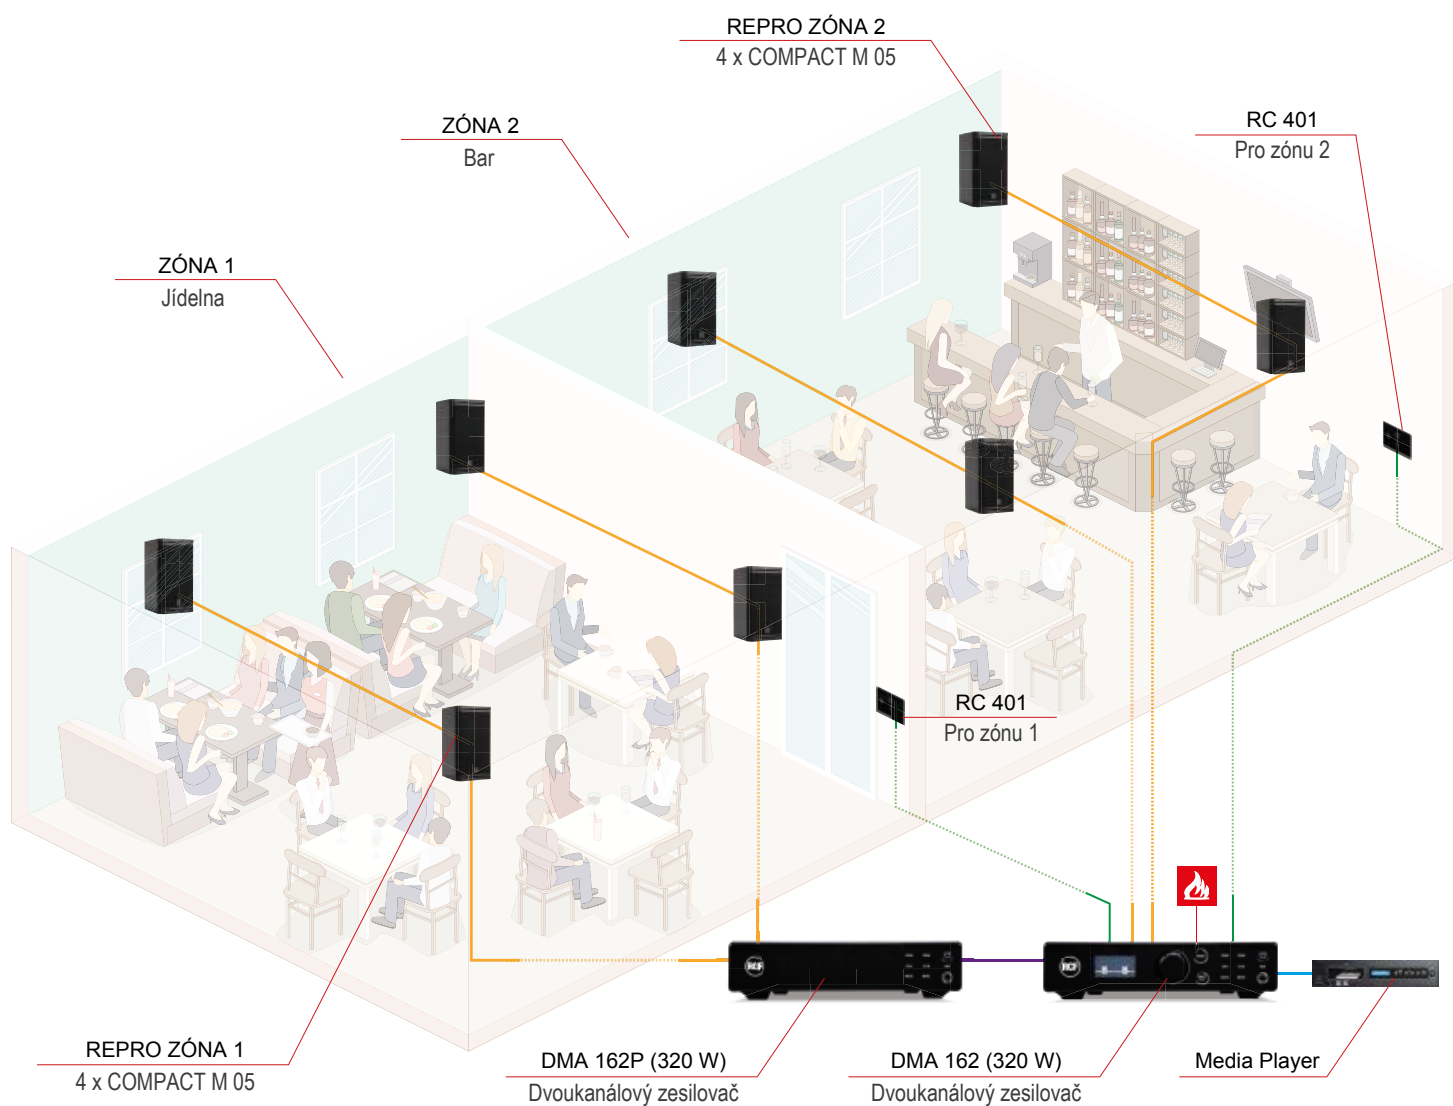 REPRO ZÓNA 2
4 x COMPACT M 05
ZÓNA 2
Bar
RC 401
Pro zónu 2
ZÓNA 1
Jídelna
RC 401
Pro zónu 1
RCF
RCF
REPRO ZÓNA 1
4 x COMPACT M 05
DMA 162P (320 W)
Dvoukanálový zesilovač
DMA 162 (320 W)
Dvoukanálový zesilovač
Media Player